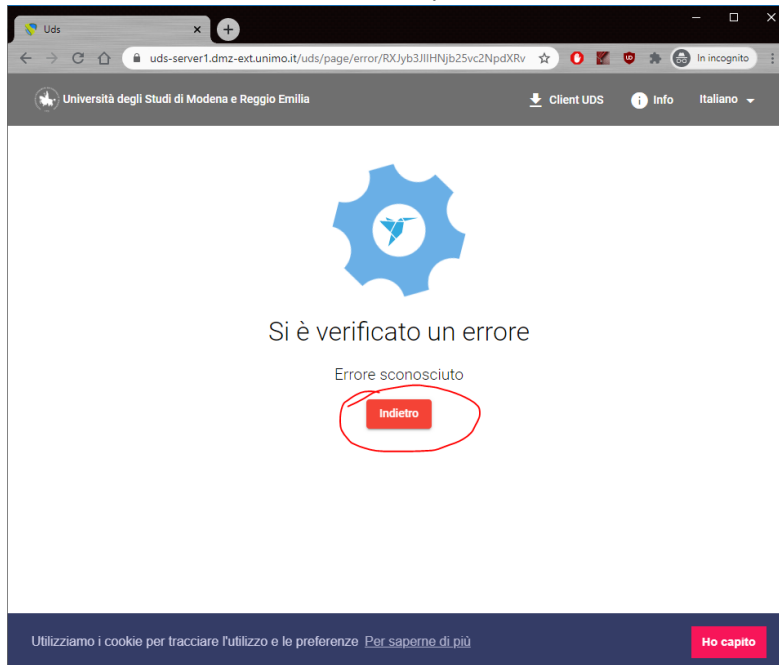 Uds
uds-server1.dmz-ext.unimo.it/uds/page/error/RXJyb3JIIHNjb25vc2NpdXRv
In incognito
Università degli Studi di Modena e Reggio Emilia
Client UDS
Info
Italiano
Si è verificato un errore
Errore sconosciuto
Indietro
Utilizziamo i cookie per tracciare l'utilizzo e le preferenze Per saperne di più
Ho capito